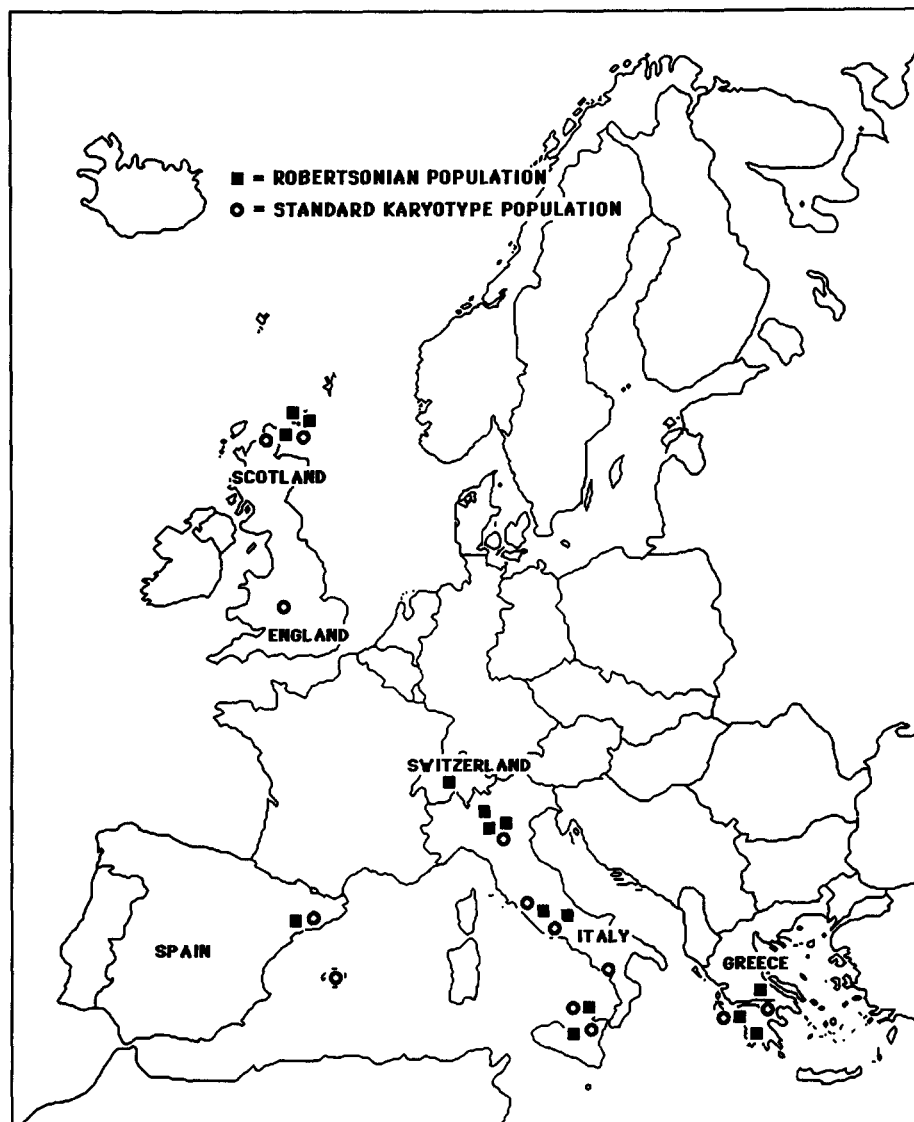 ■ = ROBERTSONIAN POPULATION
○ = STANDARD KARYOTYPE POPULATION
SCOTLAND
ENGLAND
SWITZERLAND
SPAIN
ITALY
GREECE